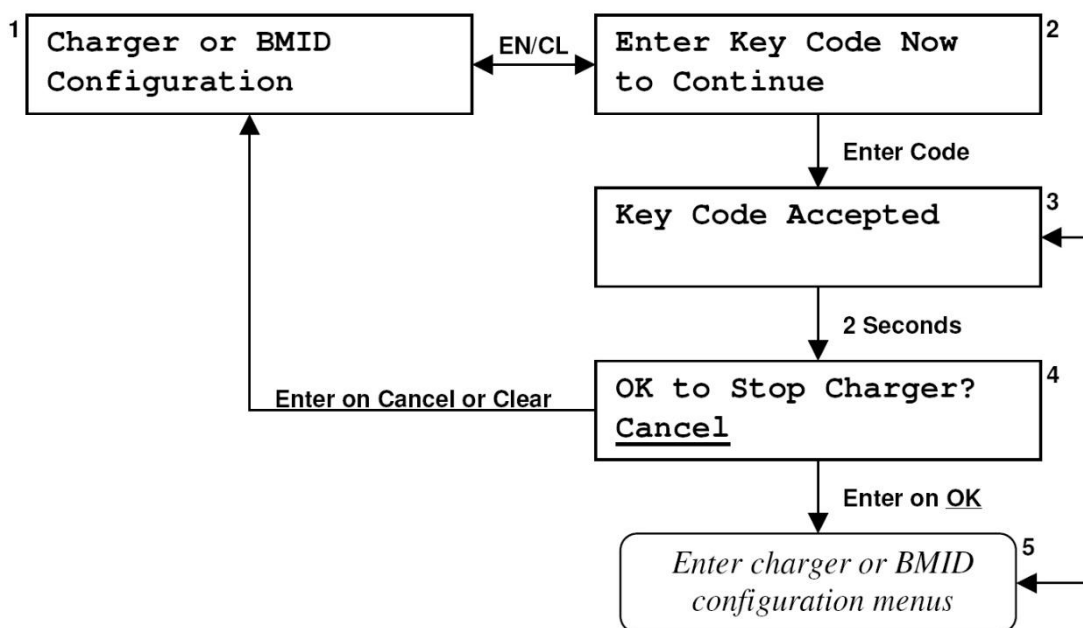 1
Charger or BMID
Configuration
EN/CL
2
Enter Key Code Now
to Continue
Enter Code
3
Key Code Accepted
2 Seconds
4
OK to Stop Charger?
Cancel
Enter on Cancel or Clear
Enter on OK
5
Enter charger or BMID
configuration menus